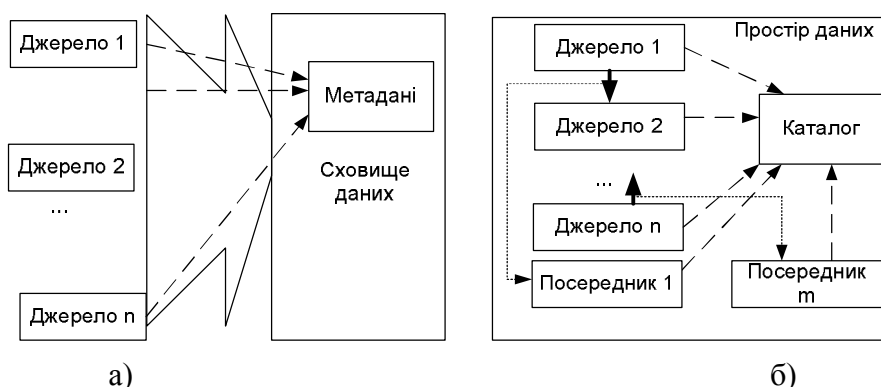 Джерело 1
Джерело 2
...
Джерело n
Метадані
Сховище
даних
а)
Простір даних
Джерело 1
Джерело 2
...
Джерело n
Посередник 1
Каталог
Посередник
m
б)